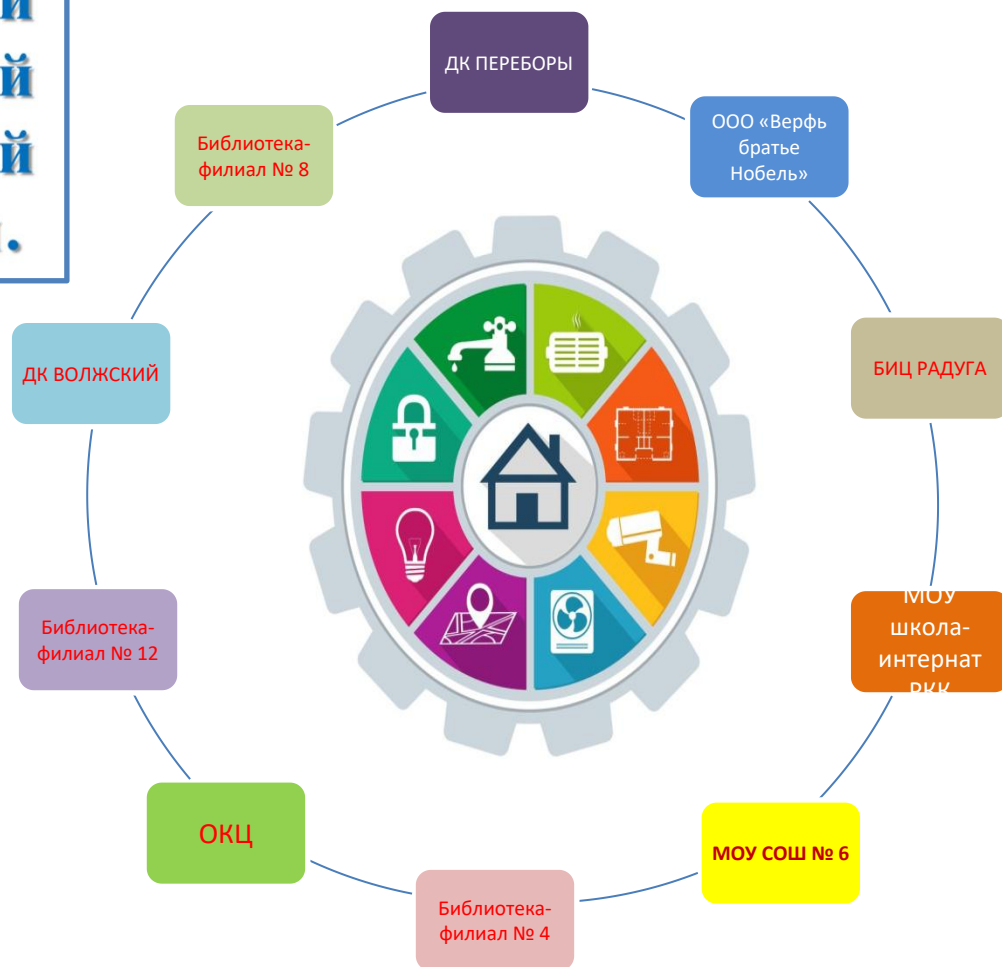 й
й
.
ДК ПЕРЕБОРЫ
ООО «Верфь
братье
Нобель»
БИЦ РАДУГА
МОУ
школа-
интернат
РКК
МОУ СОШ № 6
Библиотека-
филиал № 4
ОКЦ
Библиотека-
филиал № 12
ДК ВОЛЖСКИЙ
Библиотека-
филиал № 8